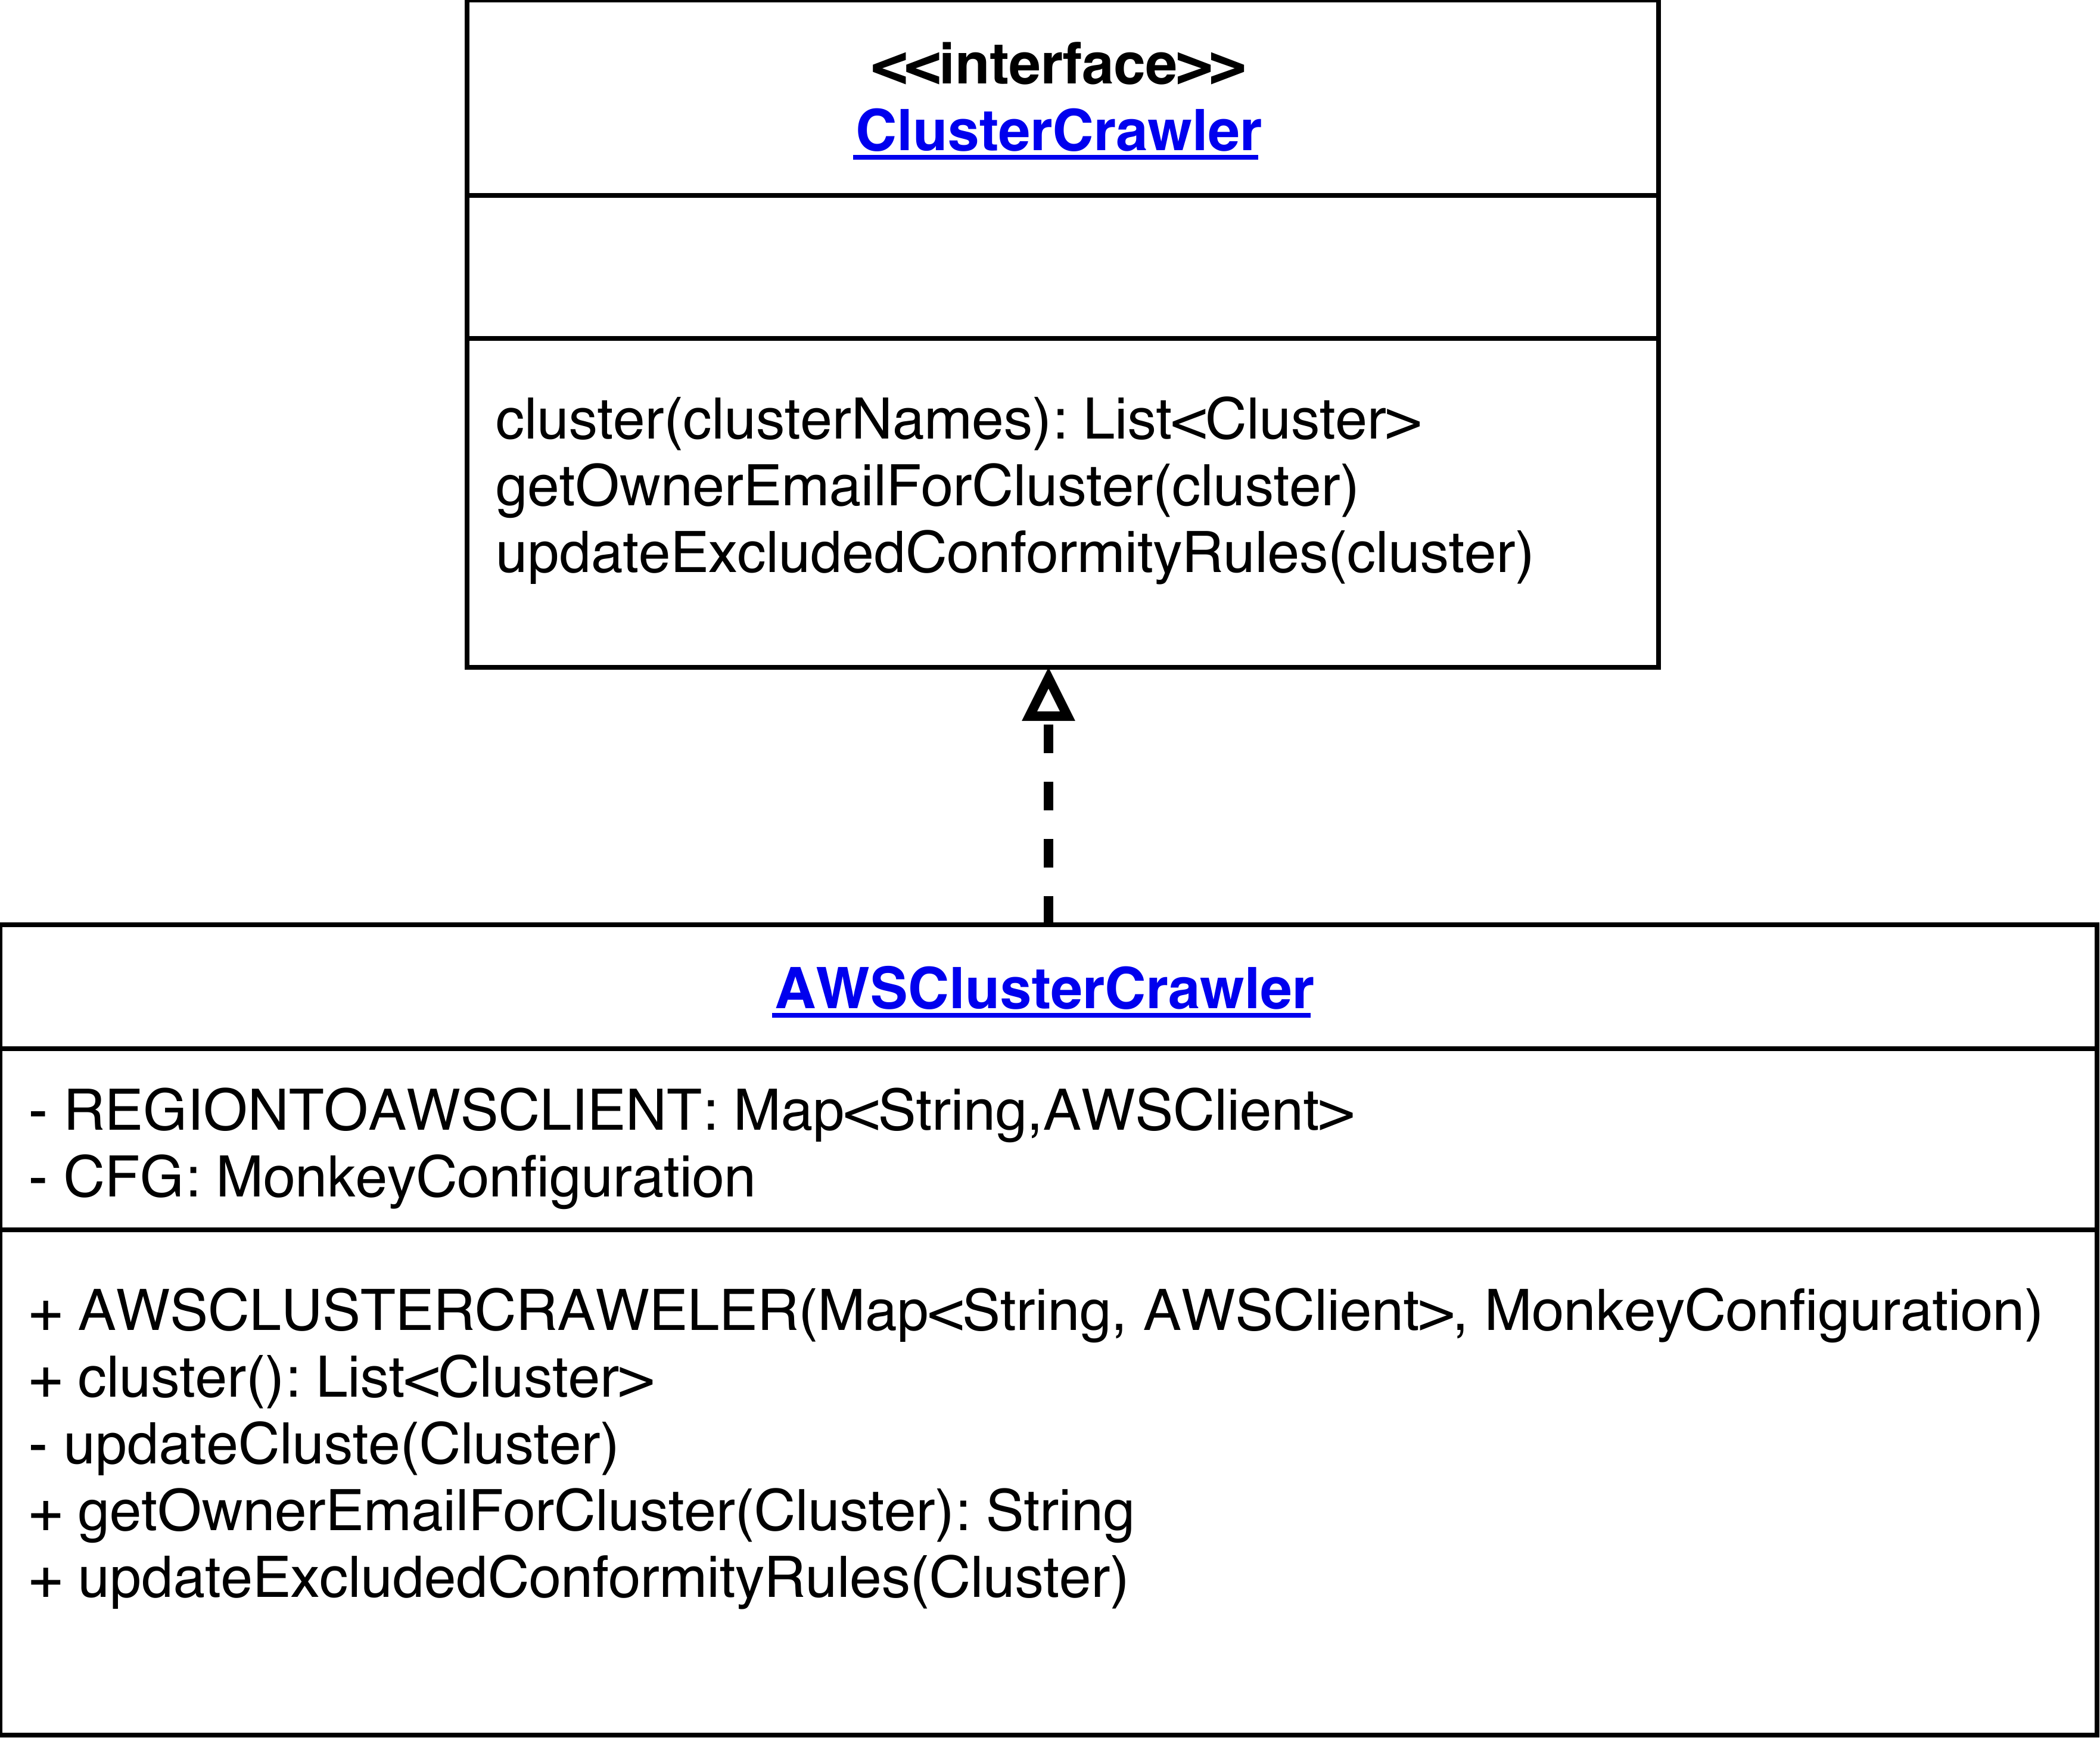 <<interface>>
ClusterCrawler
cluster(clusterNames): List<Cluster>
getOwnerEmailForCluster(cluster)
updateExcludedConformityRules(cluster)
AWSClusterCrawler
- REGIONTOAWSCLIENT: Map<String,AWSClient>
- CFG: MonkeyConfiguration
+ AWSCLUSTERCRAWELER(Map<String, AWSClient>, MonkeyConfiguration)
+ cluster(): List<Cluster>
- updateCluste(Cluster)
+ getOwnerEmailForCluster(Cluster): String
+ updateExcludedConformityRules(Cluster)